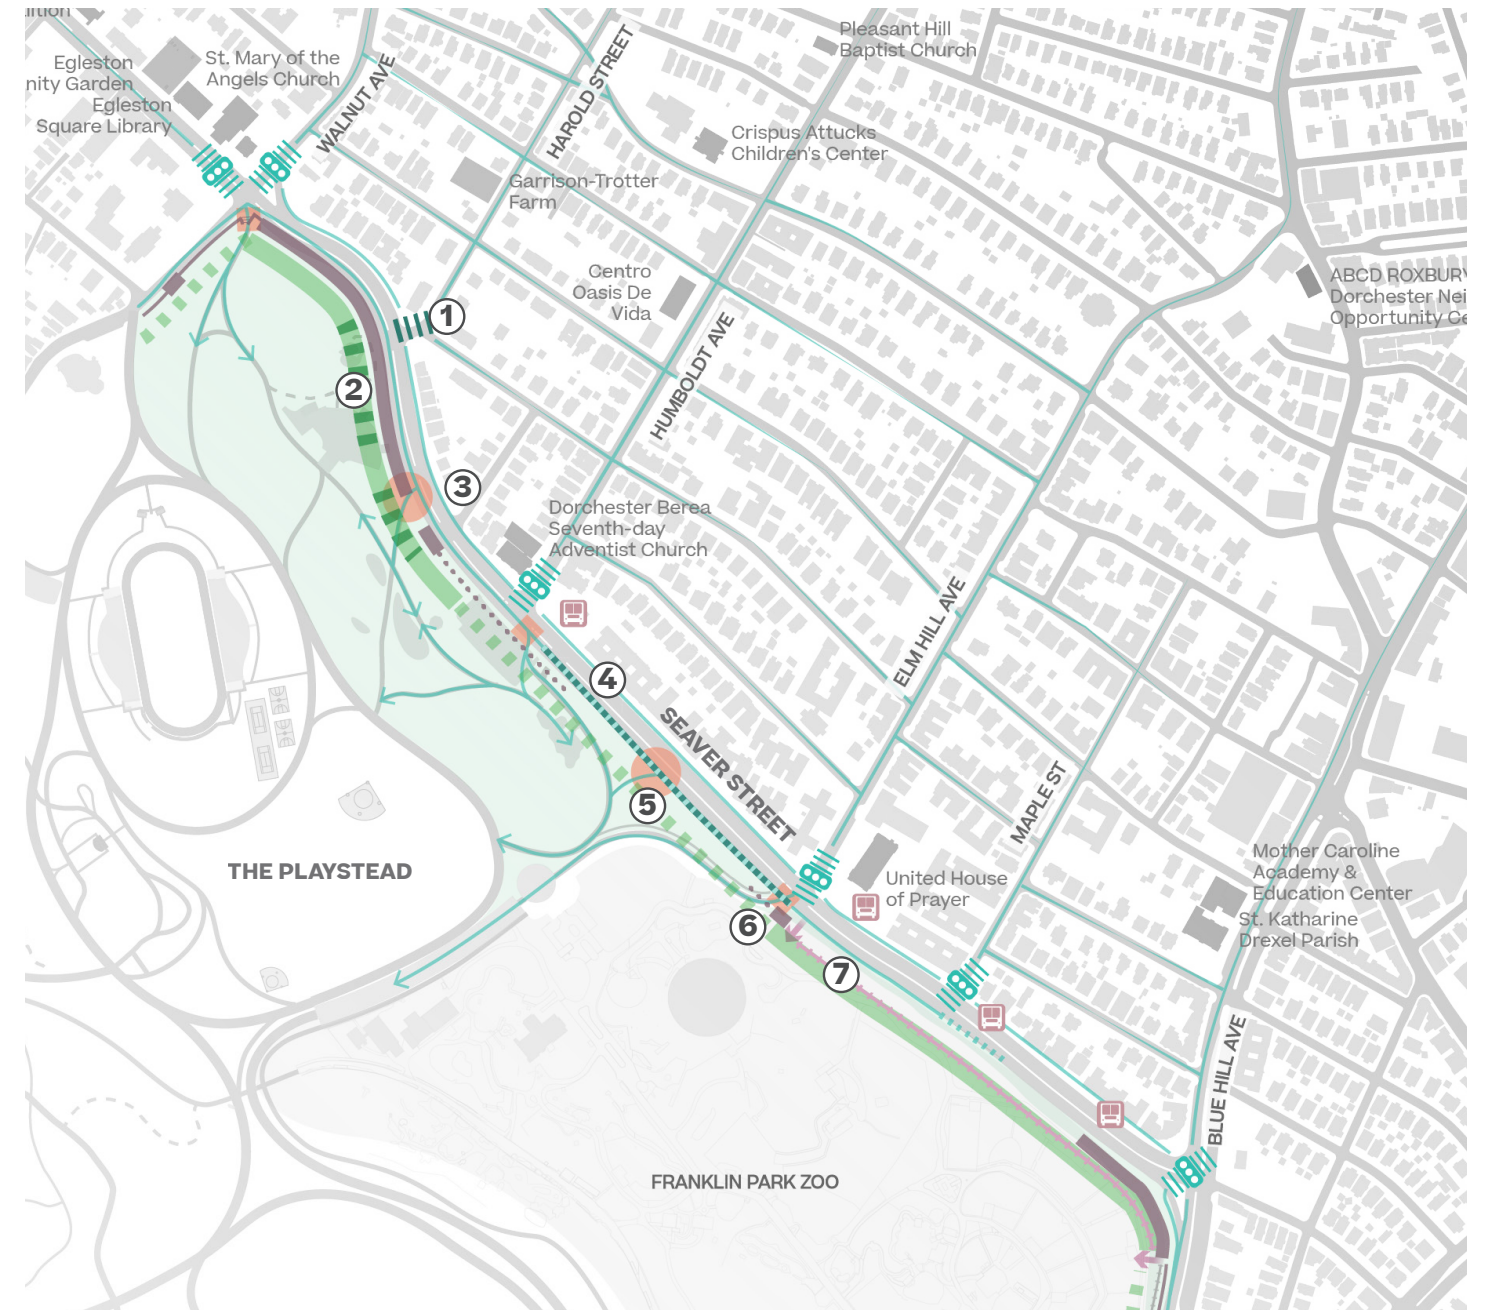 Egleston
nity Garden
Egleston
Square Library
St. Mary of the
Angels Church
WALNUT AVE
HAROLD STREET
Pleasant Hill
Baptist Church
Crispus Attucks
Children's Center
Garrison-Trotter
Farm
Centro
Oasis De
Vida
HUMBOLDT AVE
ABCD ROXBURY
Dorchester Nei
Opportunity Ce
1
2
3
Dorchester Berea
Seventh-day
Adventist Church
4
SEAVER STREET
ELM HILL AVE
MAPLE ST
5
THE PLAYSTEAD
United House
of Prayer
Mother Caroline
Academy &
Education Center
St. Katharine
Drexel Parish
6
7
BLUE HILL AVE
FRANKLIN PARK ZOO